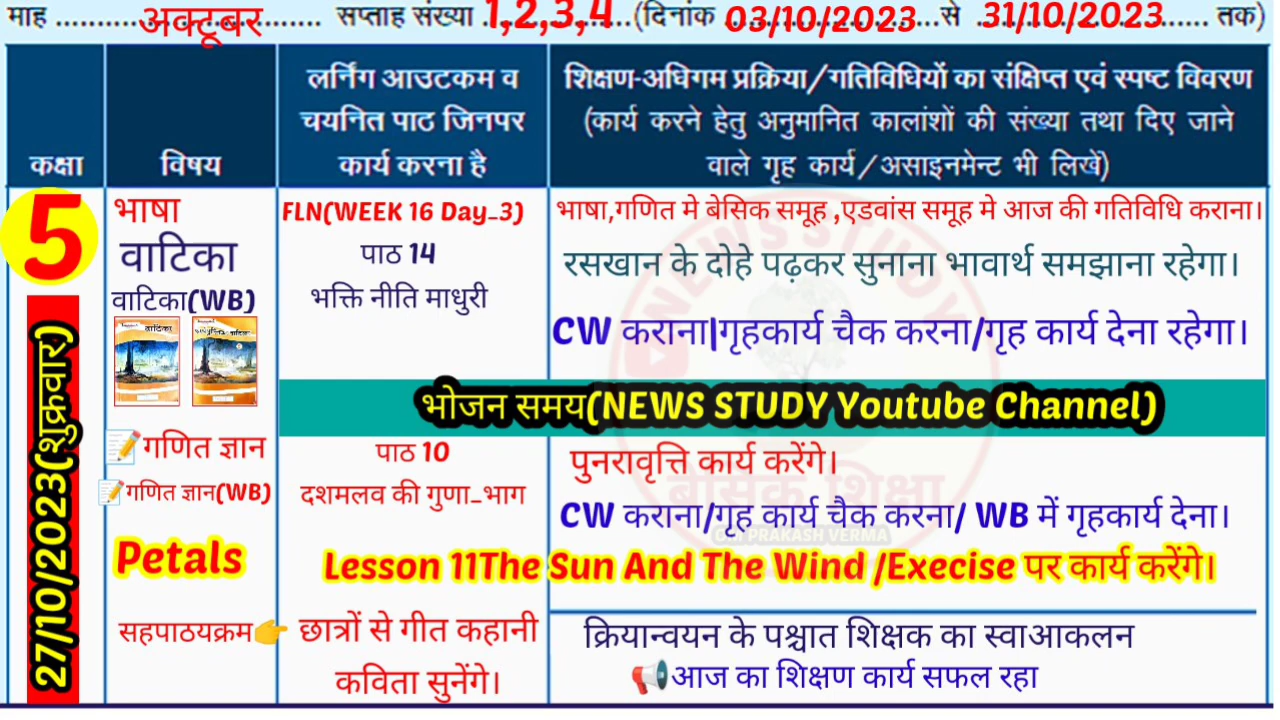 माह अक्टूबर सप्ताह संख्या 1,2,3,4 (दिनांक 03/10/2023 से 31/10/2023 तक)
कक्षा
विषय
लर्निंग आउटकम व
चयनित पाठ जिनपर
कार्य करना है
शिक्षण-अधिगम प्रक्रिया/गतिविधियों का संक्षिप्त एवं स्पष्ट विवरण
(कार्य करने हेतु अनुमानित कालांशों की संख्या तथा दिए जाने
वाले गृह कार्य/असाइनमेन्ट भी लिखें)
5
27/10/2023(शुक्रवार)
भाषा
वाटिका
वाटिका(WB)
वाटिका
FLN(WEEK 16 Day_3)
पाठ 14
भक्ति नीति माधुरी
भाषा,गणित मे बेसिक समूह ,एडवांस समूह मे आज की गतिविधि कराना।
रसखान के दोहे पढ़कर सुनाना भावार्थ समझाना रहेगा।
CW कराना|गृहकार्य चैक करना/गृह कार्य देना रहेगा।
भोजन समय(NEWS STUDY Youtube Channel)
📝गणित ज्ञान
📝गणित ज्ञान(WB)
पाठ 10
दशमलव की गुणा_भाग
पुनरावृत्ति कार्य करेंगे।
CW कराना/गृह कार्य चैक करना/ WB में गृहकार्य देना।
NEWS STUDY
बेसिक शिक्षा
OM PRAKASH VERMA
Petals
Lesson 11The Sun And The Wind /Execise पर कार्य करेंगे।
सहपाठयक्रम👉 छात्रों से गीत कहानी
कविता सुनेंगे।
क्रियान्वयन के पश्चात शिक्षक का स्वाआकलन
📢आज का शिक्षण कार्य सफल रहा